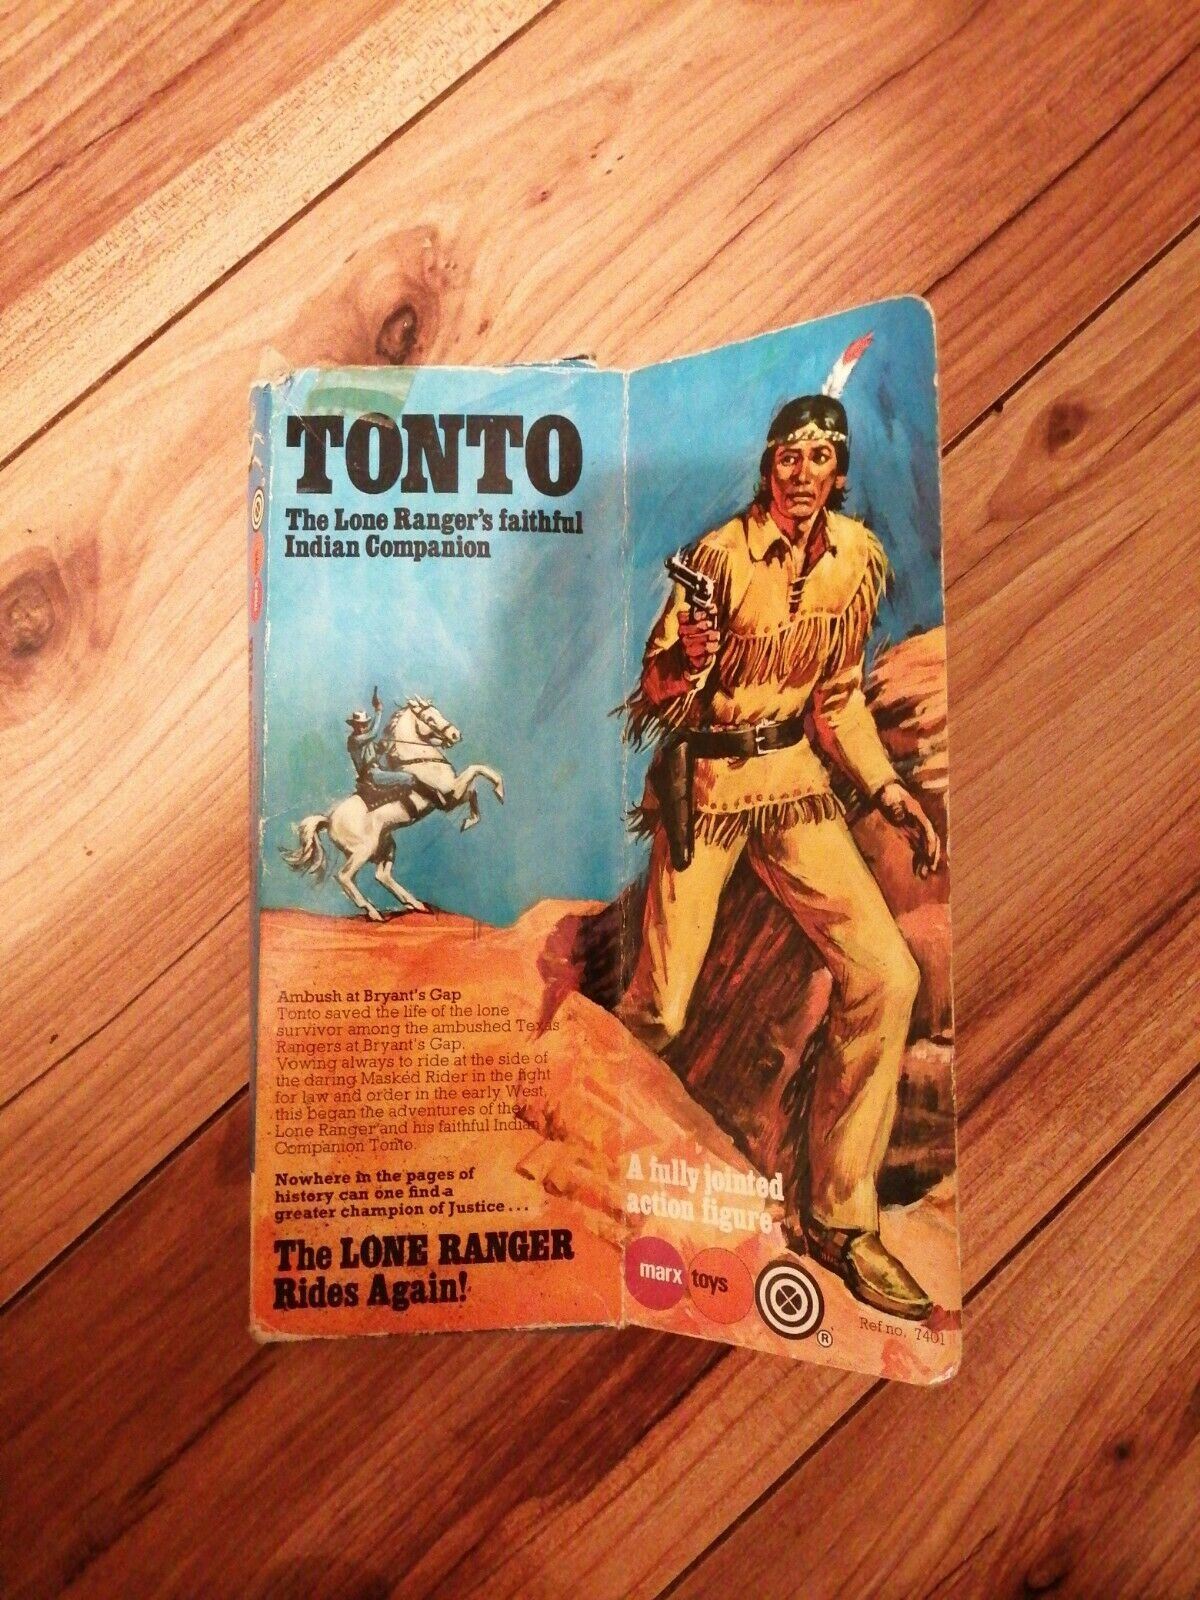 TONTO
The Lone Ranger's faithful
Indian Companion
Ambush at Bryant's Gap
Tonto saved the life of the lone
survivor among the ambushed Texas
Rangers at Bryant's Gap.
Vowing always to ride at the side of
the daring Masked Rider in the fight
for law and order in the early West,
this began the adventures of the
Lone Ranger and his faithful Indian
Companion Tonto.
Nowhere in the pages of
history can one find a
greater champion of Justice...
The LONE RANGER
Rides Again!
A fully jointed
action figure
marx toys
®
Ref no. 7401